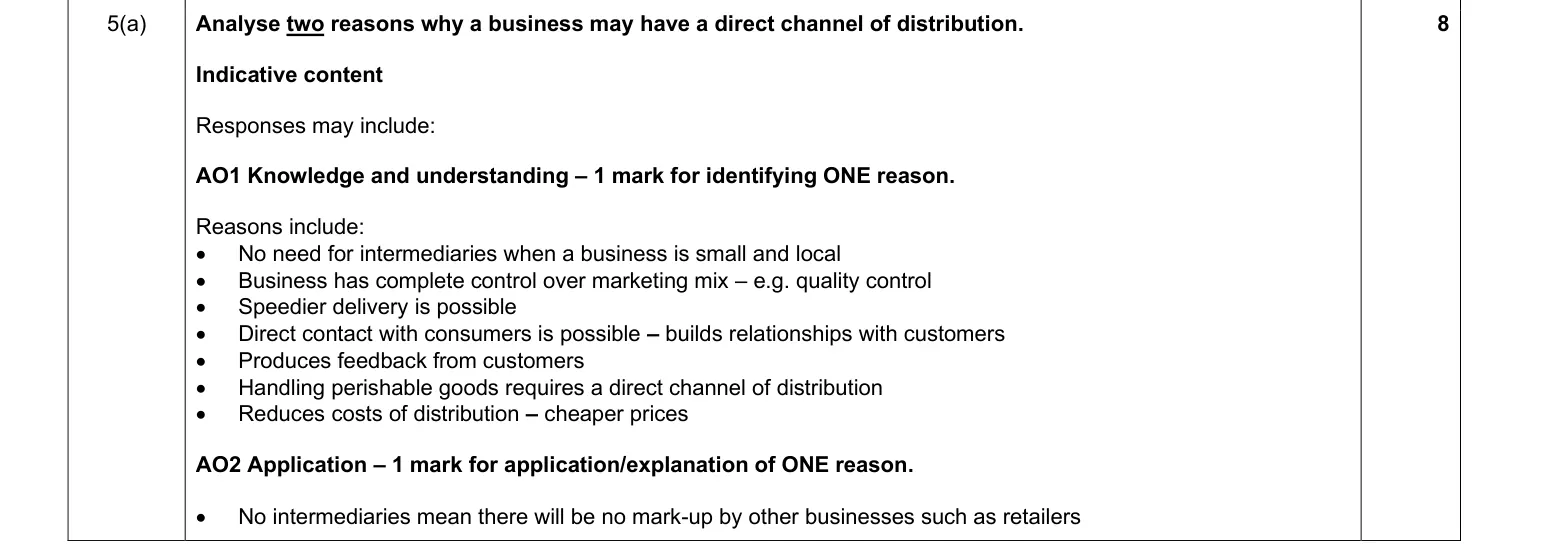 5(a) Analyse two reasons why a business may have a direct channel of distribution. 8
Indicative content
Responses may include:
AO1 Knowledge and understanding – 1 mark for identifying ONE reason.
Reasons include:
• No need for intermediaries when a business is small and local
• Business has complete control over marketing mix – e.g. quality control
• Speedier delivery is possible
• Direct contact with consumers is possible – builds relationships with customers
• Produces feedback from customers
• Handling perishable goods requires a direct channel of distribution
• Reduces costs of distribution – cheaper prices
AO2 Application – 1 mark for application/explanation of ONE reason.
• No intermediaries mean there will be no mark-up by other businesses such as retailers